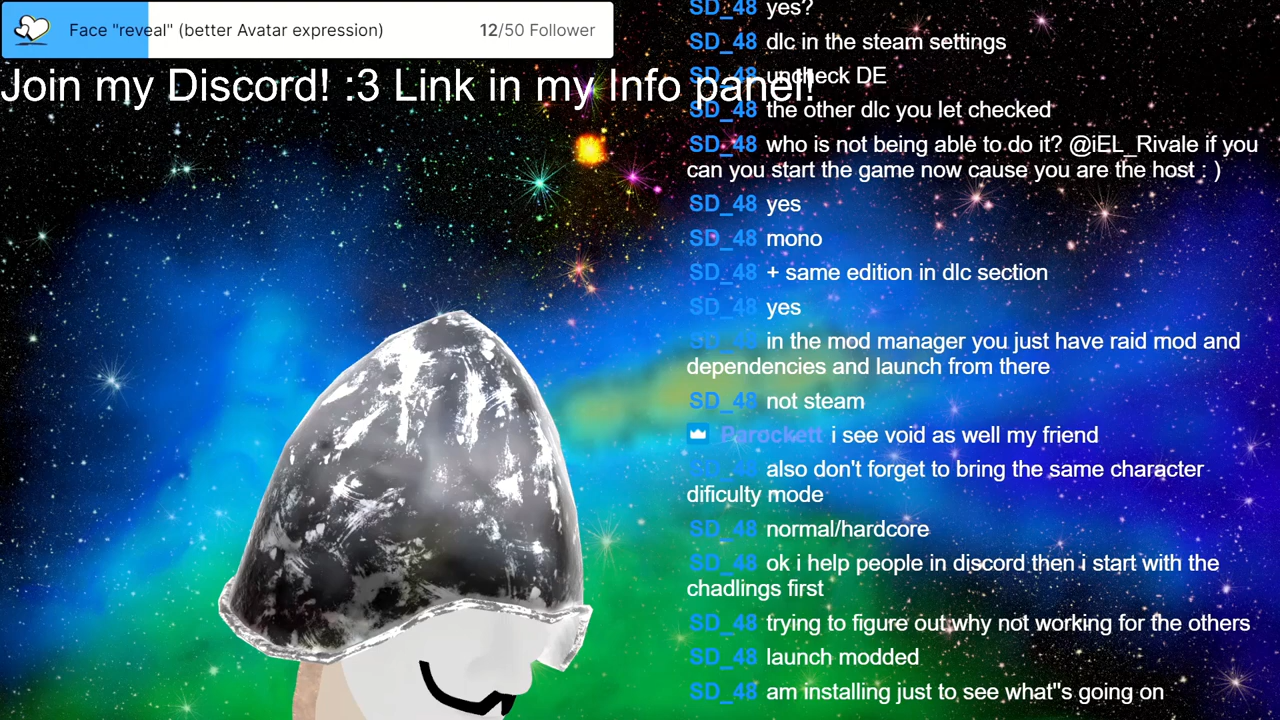 Face "reveal" (better Avatar expression) 12/50 Follower
Join my Discord! :3 Link in my Info panel!
SD_48 yes?
SD_48 dlc in the steam settings
SD_48 uncheck DE
SD_48 the other dlc you let checked
SD_48 who is not being able to do it? @iEL_Rivale if you
can you start the game now cause you are the host : )
SD_48 yes
SD_48 mono
SD_48 + same edition in dlc section
SD_48 yes
SD_48 in the mod manager you just have raid mod and
dependencies and launch from there
SD_48 not steam
Parockett i see void as well my friend
SD_48 also don't forget to bring the same character
dificulty mode
SD_48 normal/hardcore
SD_48 ok i help people in discord then i start with the
chadlings first
SD_48 trying to figure out why not working for the others
SD_48 launch modded
SD_48 am installing just to see what"s going on